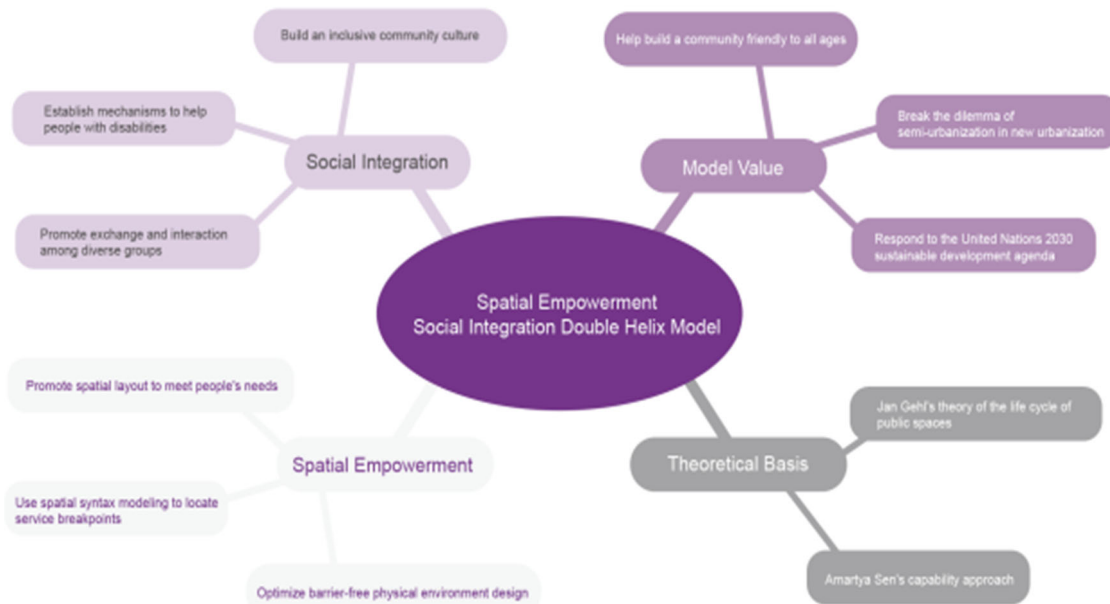 Build an inclusive community culture
Establish mechanisms to help
people with disabilities
Social Integration
Promote exchange and interaction
among diverse groups
Help build a community friendly to all ages
Break the dilemma of
semi-urbanization in new urbanization
Model Value
Respond to the United Nations 2030
sustainable development agenda
Spatial Empowerment
Social Integration Double Helix Model
Promote spatial layout to meet people's needs
Spatial Empowerment
Use spatial syntax modeling to locate
service breakpoints
Optimize barrier-free physical environment design
Jan Gehl's theory of the life cycle of
public spaces
Theoretical Basis
Amartya Sen's capability approach